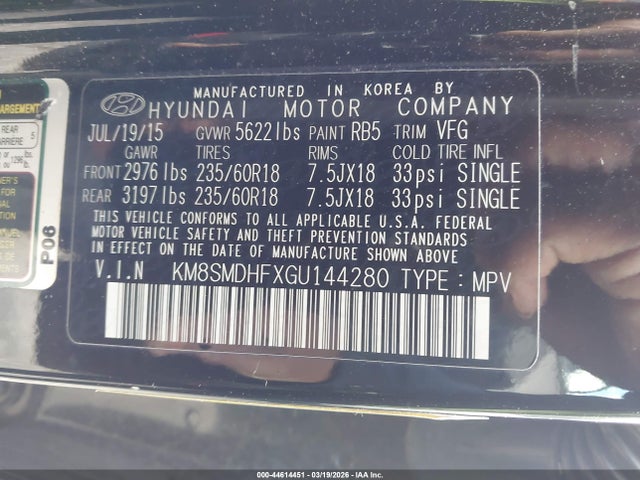 MANUFACTURED IN KOREA BY
HYUNDAI MOTOR COMPANY
JUL/19/15 GVWR 5622lbs PAINT RB5 TRIM VFG
GAWR TIRES RIMS COLD TIRE INFL
FRONT 2976lbs 235/60R18 7.5JX18 33psi SINGLE
REAR 3197lbs 235/60R18 7.5JX18 33psi SINGLE
THIS VEHICLE CONFORMS TO ALL APPLICABLE U.S.A. FEDERAL
MOTOR VEHICLE SAFETY AND THEFT PREVENTION STANDARDS
IN EFFECT ON THE DATE OF MANUFACTURE SHOWN ABOVE.
V.I.N KM8SMDHFXGU144280 TYPE : MPV
REAR 5
P06
000-44614451 | 03/19/2026 | IAA Inc.